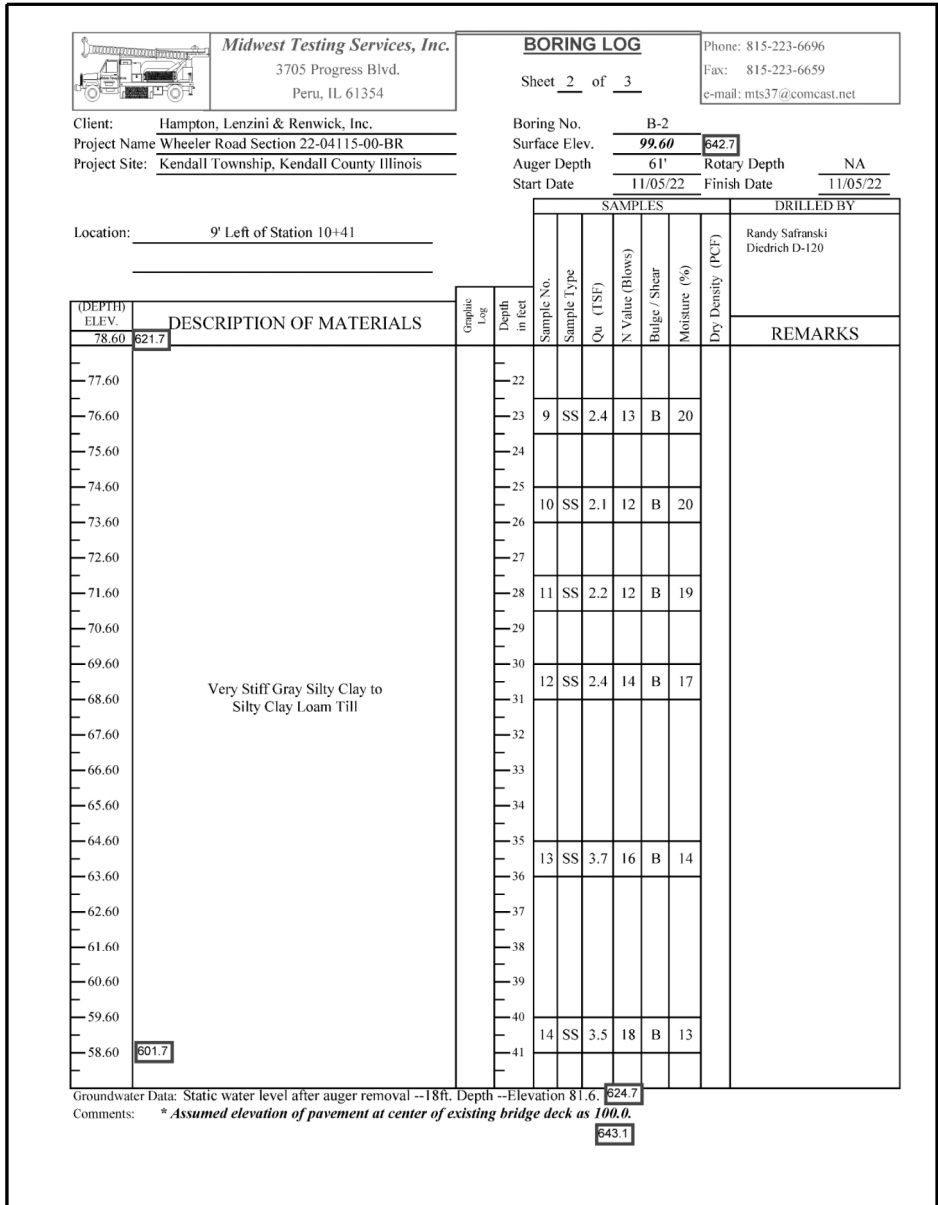 Midwest Testing Services, Inc.
3705 Progress Blvd.
Peru, IL 61354
BORING LOG
Sheet 2 of 3
Phone: 815-223-6696
Fax: 815-223-6659
e-mail: mts37@comcast.net
Client: Hampton, Lenzini & Renwick, Inc.
Project Name Wheeler Road Section 22-04115-00-BR
Project Site: Kendall Township, Kendall County Illinois
Boring No. B-2
Surface Elev. 99.60 642.7
Auger Depth 61' Rotary Depth NA
Start Date 11/05/22 Finish Date 11/05/22
SAMPLES DRILLED BY
Location: 9' Left of Station 10+41
Randy Safranski
Diedrich D-120
(DEPTH)
ELEV.
78.60 621.7
DESCRIPTION OF MATERIALS
Graphic
Log
Depth
in feet
Sample No.
Sample Type
Qu (TSF)
N Value (Blows)
Bulge / Shear
Moisture (%)
Dry Density (PCF)
REMARKS
77.60 22
76.60 23 9 SS 2.4 13 B 20
75.60 24
74.60 25
10 SS 2.1 12 B 20
73.60 26
72.60 27
71.60 28 11 SS 2.2 12 B 19
70.60 29
69.60 30
12 SS 2.4 14 B 17
Very Stiff Gray Silty Clay to
68.60 31
Silty Clay Loam Till
67.60 32
66.60 33
65.60 34
64.60 35
13 SS 3.7 16 B 14
63.60 36
62.60 37
61.60 38
60.60 39
59.60 40
14 SS 3.5 18 B 13
58.60 601.7 41
Groundwater Data: Static water level after auger removal --18ft. Depth --Elevation 81.6. 624.7
Comments: * Assumed elevation of pavement at center of existing bridge deck as 100.0.
643.1